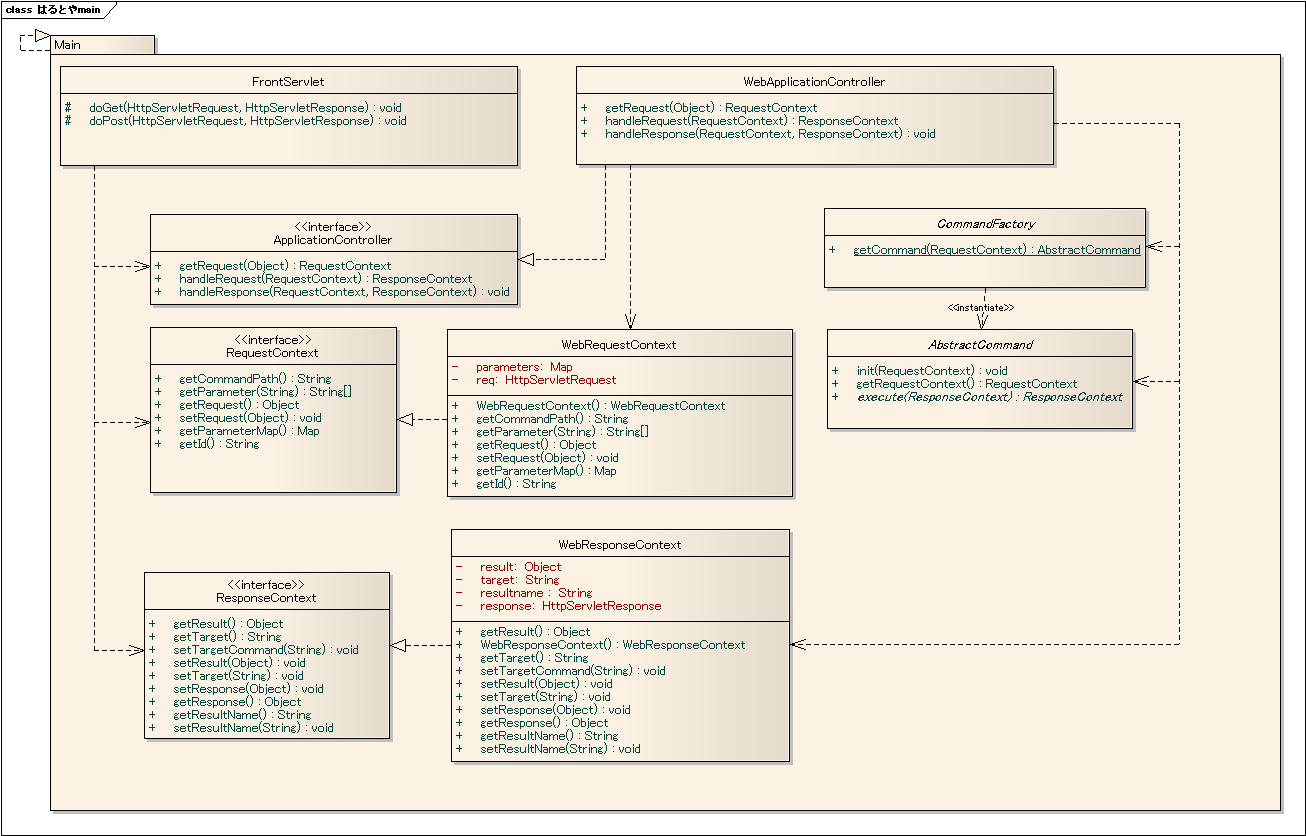 class はるとやmain
Main
FrontServlet
# doGet(HttpServletRequest, HttpServletResponse) : void
# doPost(HttpServletRequest, HttpServletResponse) : void
WebApplicationController
+ getRequest(Object) : RequestContext
+ handleRequest(RequestContext) : ResponseContext
+ handleResponse(RequestContext, ResponseContext) : void
<<interface>>
ApplicationController
+ getRequest(Object) : RequestContext
+ handleRequest(RequestContext) : ResponseContext
+ handleResponse(RequestContext, ResponseContext) : void
CommandFactory
+ getCommand(RequestContext) : AbstractCommand
<<instantiate>>
<<interface>>
RequestContext
+ getCommandPath() : String
+ getParameter(String) : String[]
+ getRequest() : Object
+ setRequest(Object) : void
+ getParameterMap() : Map
+ getId() : String
WebRequestContext
- parameters: Map
- req: HttpServletRequest
+ WebRequestContext() : WebRequestContext
+ getCommandPath() : String
+ getParameter(String) : String[]
+ getRequest() : Object
+ setRequest(Object) : void
+ getParameterMap() : Map
+ getId() : String
AbstractCommand
+ init(RequestContext) : void
+ getRequestContext() : RequestContext
+ execute(ResponseContext) : ResponseContext
<<interface>>
ResponseContext
+ getResult() : Object
+ getTarget() : String
+ setTargetCommand(String) : void
+ setResult(Object) : void
+ setTarget(String) : void
+ setResponse(Object) : void
+ getResponse() : Object
+ getResultName() : String
+ setResultName(String) : void
WebResponseContext
- result: Object
- target: String
- resultname : String
- response: HttpServletResponse
+ getResult() : Object
+ WebResponseContext() : WebResponseContext
+ getTarget() : String
+ setTargetCommand(String) : void
+ setResult(Object) : void
+ setTarget(String) : void
+ setResponse(Object) : void
+ getResponse() : Object
+ getResultName() : String
+ setResultName(String) : void